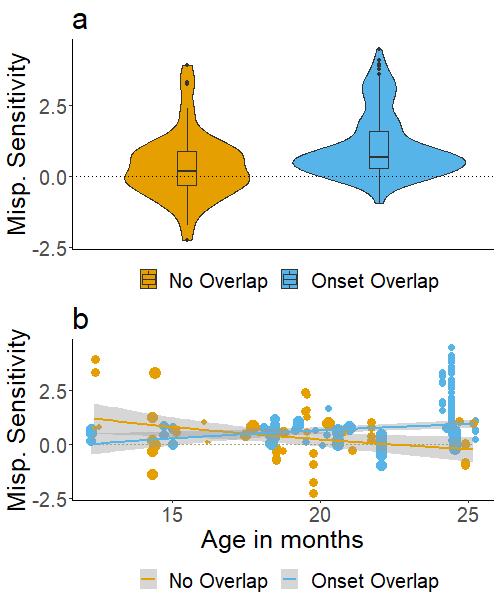 a
Misp. Sensitivity
2.5
0.0
-2.5
No Overlap Onset Overlap
b
Misp. Sensitivity
2.5
0.0
-2.5
15 20 25
Age in months
No Overlap Onset Overlap